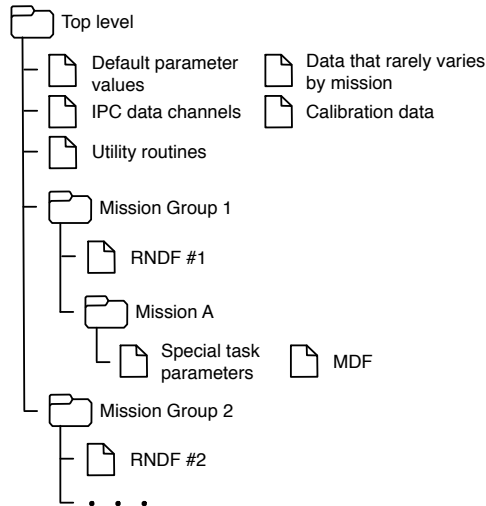 Top level
Default parameter
values
Data that rarely varies
by mission
IPC data channels
Calibration data
Utility routines
Mission Group 1
RNDF #1
Mission A
Special task
parameters
MDF
Mission Group 2
RNDF #2
. . .